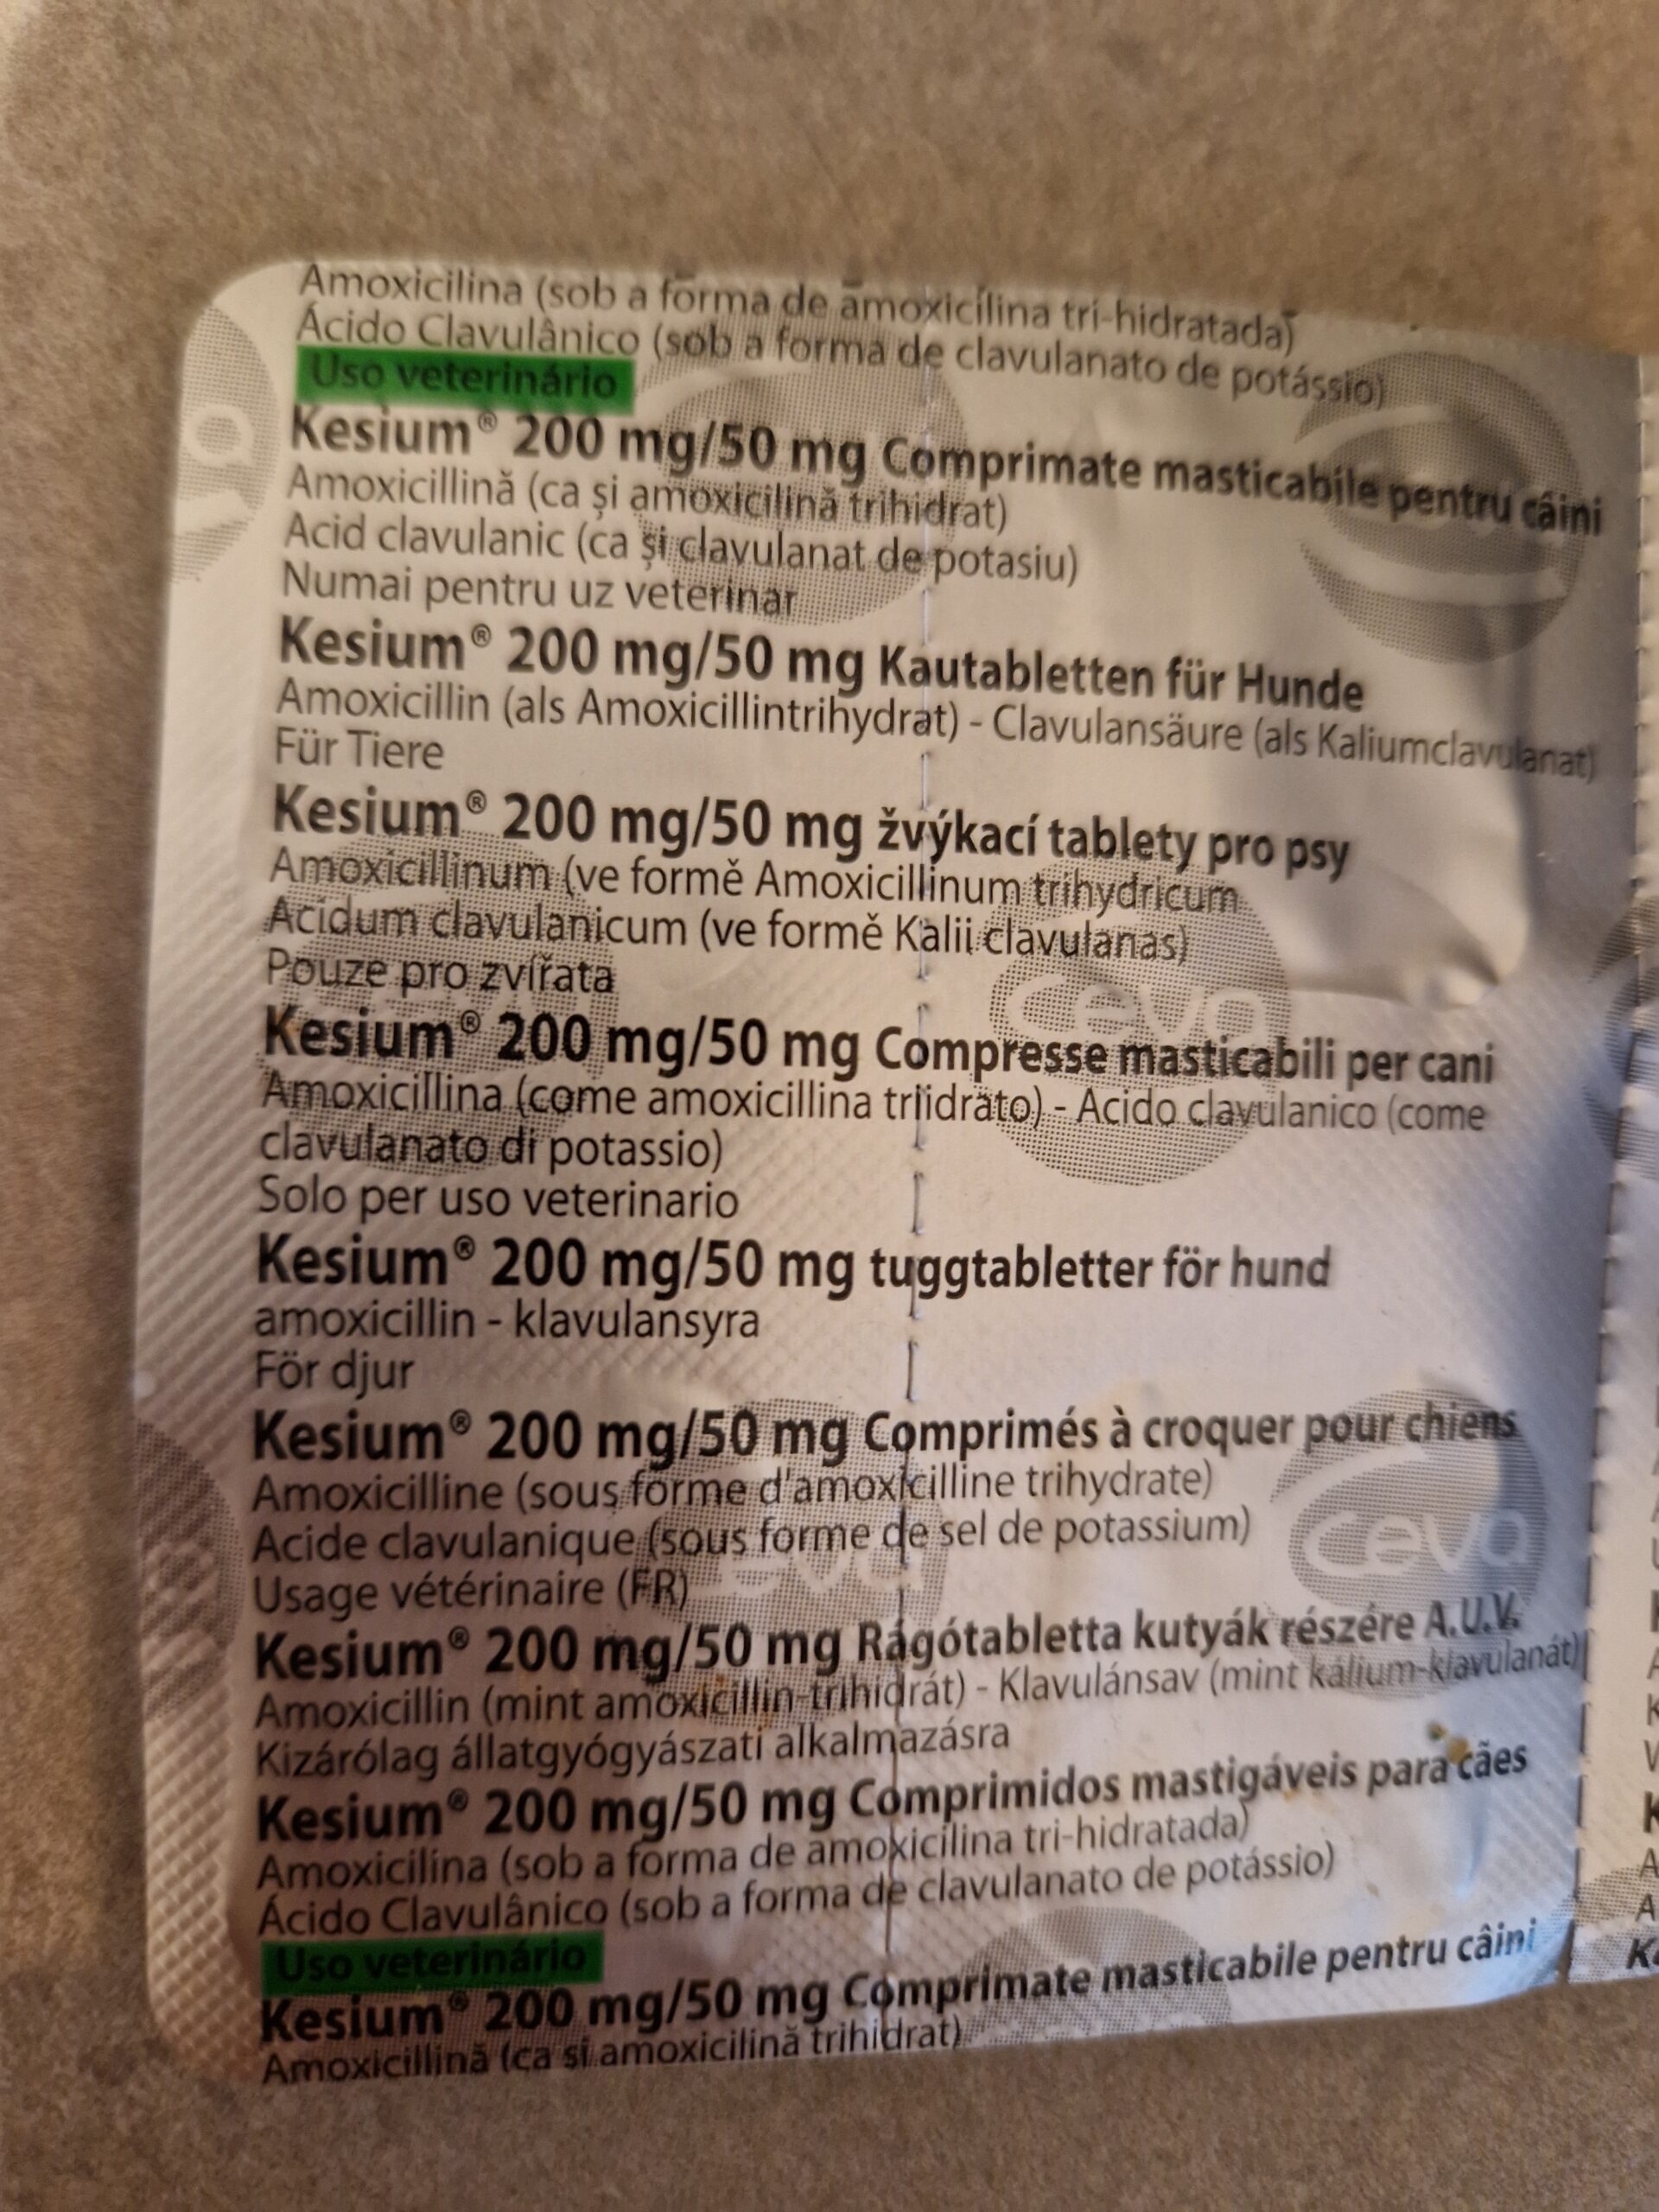 Amoxicilina (sob a forma de amoxicilina tri-hidratada)
Ácido Clavulânico (sob a forma de clavulanato de potássio)
Uso veterinário
Kesium® 200 mg/50 mg Comprimate masticabile pentru câini
Amoxicillină (ca și amoxicilină trihidrat)
Acid clavulanic (ca și clavulanat de potasiu)
Numai pentru uz veterinar
Kesium® 200 mg/50 mg Kautabletten für Hunde
Amoxicillin (als Amoxicillintrihydrat) - Clavulansäure (als Kaliumclavulanat)
Für Tiere
Kesium® 200 mg/50 mg žvýkací tablety pro psy
Amoxicillinum (ve formě Amoxicillinum trihydricum
Acidum clavulanicum (ve formě Kalii clavulanas)
Pouze pro zvířata
ceva
Kesium® 200 mg/50 mg Compresse masticabili per cani
Amoxicillina (come amoxicillina triidrato) - Acido clavulanico (come
clavulanato di potassio)
Solo per uso veterinario
Kesium® 200 mg/50 mg tuggtabletter för hund
amoxicillin - klavulansyra
För djur
Kesium® 200 mg/50 mg Comprimés à croquer pour chiens
Amoxicilline (sous forme d'amoxicilline trihydrate)
Acide clavulanique (sous forme de sel de potassium)
ceva
Usage vétérinaire (FR)
Kesium® 200 mg/50 mg Rágótabletta kutyák részére A.U.V.
Amoxicillin (mint amoxicillin-trihidrát) - Klavulánsav (mint kálium-klavulanát)
Kizárólag állatgyógyászati alkalmazásra
Kesium® 200 mg/50 mg Comprimidos mastigáveis para cães
Amoxicilina (sob a forma de amoxicilina tri-hidratada)
Ácido Clavulânico (sob a forma de clavulanato de potássio)
Uso veterinário
Kesium® 200 mg/50 mg Comprimate masticabile pentru câini
Amoxicillină (ca și amoxicilină trihidrat)